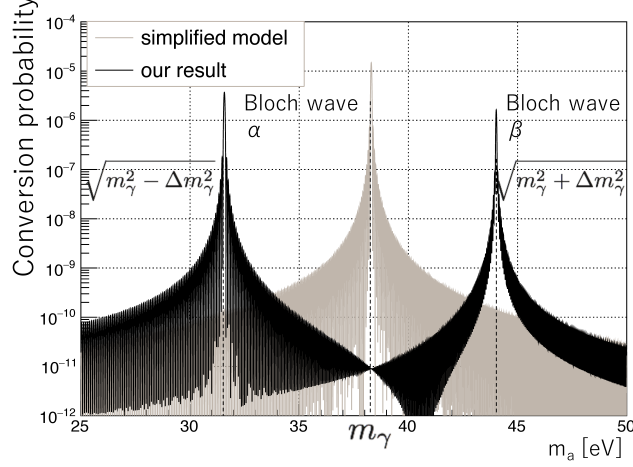 Conversion probability
10⁻⁴
10⁻⁵
10⁻⁶
10⁻⁷
10⁻⁸
10⁻⁹
10⁻¹⁰
10⁻¹¹
10⁻¹²
simplified model
our result
Bloch wave
α
Bloch wave
β
√(m_γ² − Δm_γ²)
√(m_γ² + Δm_γ²)
25
30
35
40
45
50
m_γ
m_a [eV]